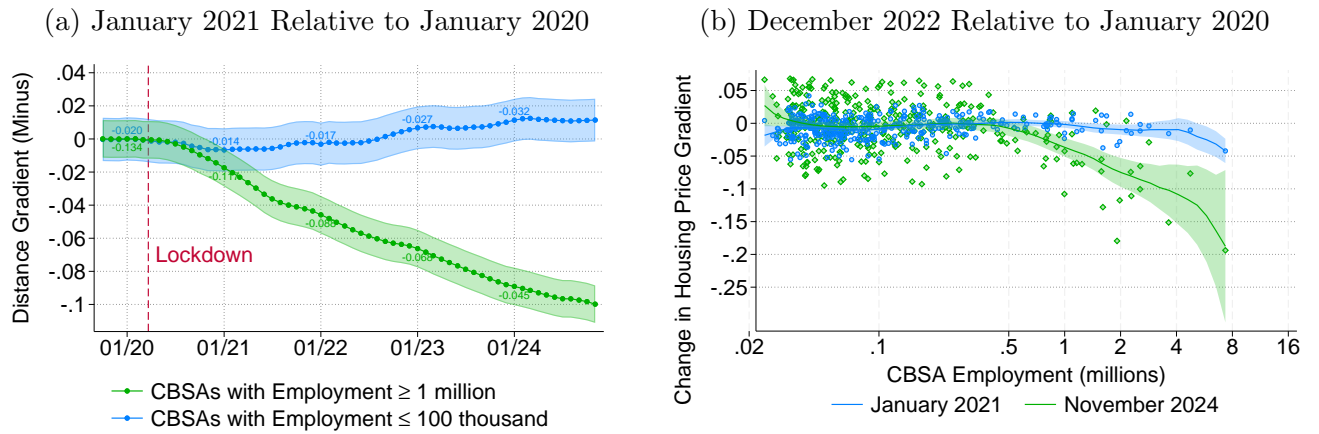 (a) January 2021 Relative to January 2020
Distance Gradient (Minus)
.04
.02
0
-.02
-.04
-.06
-.08
-.1
-0.020
-0.134
-0.014
-0.117
-0.017
-0.088
-0.027
-0.068
-0.032
-0.045
Lockdown
01/20 01/21 01/22 01/23 01/24
CBSAs with Employment ≥ 1 million
CBSAs with Employment ≤ 100 thousand
(b) December 2022 Relative to January 2020
Change in Housing Price Gradient
.05
0
-.05
-.1
-.15
-.2
-.25
.02 .1 .5 1 2 4 8 16
CBSA Employment (millions)
January 2021 November 2024